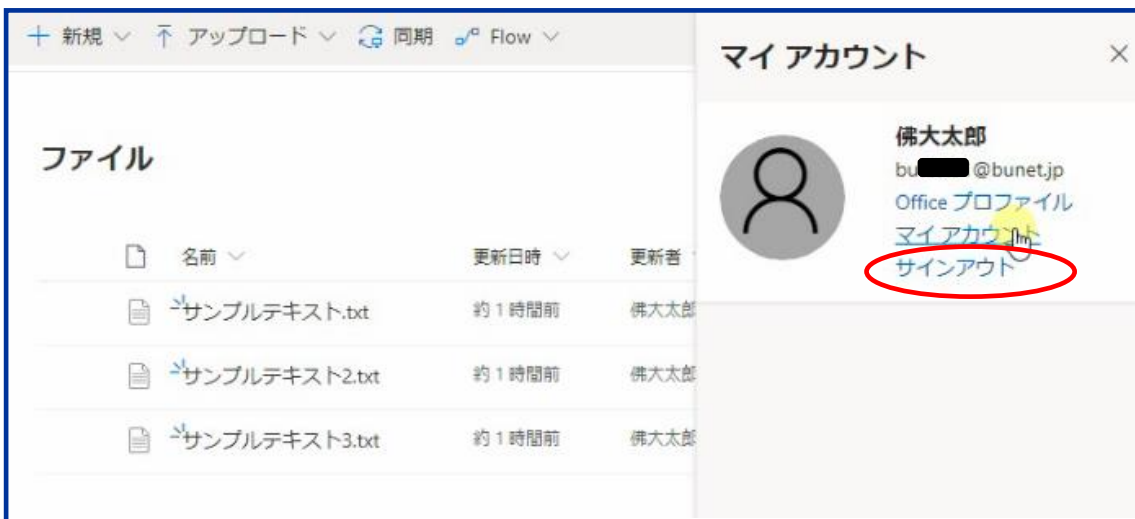 新規 アップロード 同期 Flow
マイ アカウント
佛大太郎
bu @bunet.jp
Office プロファイル
マイ アカウント
サインアウト
ファイル
名前 更新日時 更新者
サンプルテキスト.txt 約 1 時間前 佛大太郎
サンプルテキスト2.txt 約 1 時間前 佛大太郎
サンプルテキスト3.txt 約 1 時間前 佛大太郎